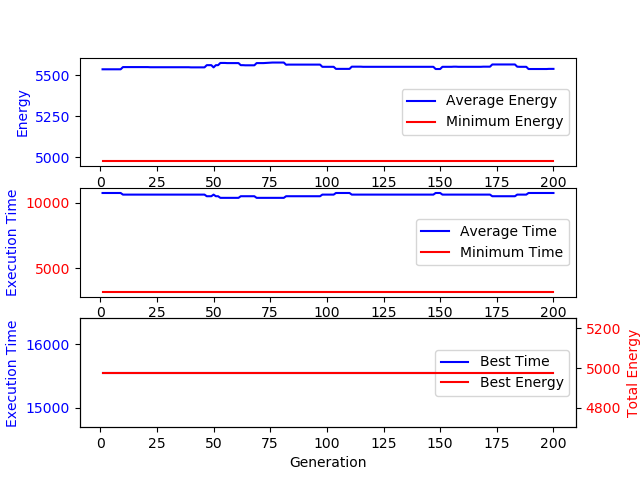 5500
5250
5000
Energy
Average Energy
Minimum Energy
0 25 50 75 100 125 150 175 200
10000
5000
Execution Time
Average Time
Minimum Time
0 25 50 75 100 125 150 175 200
16000
15000
Execution Time
Best Time
Best Energy
5200
5000
4800
Total Energy
0 25 50 75 100 125 150 175 200
Generation